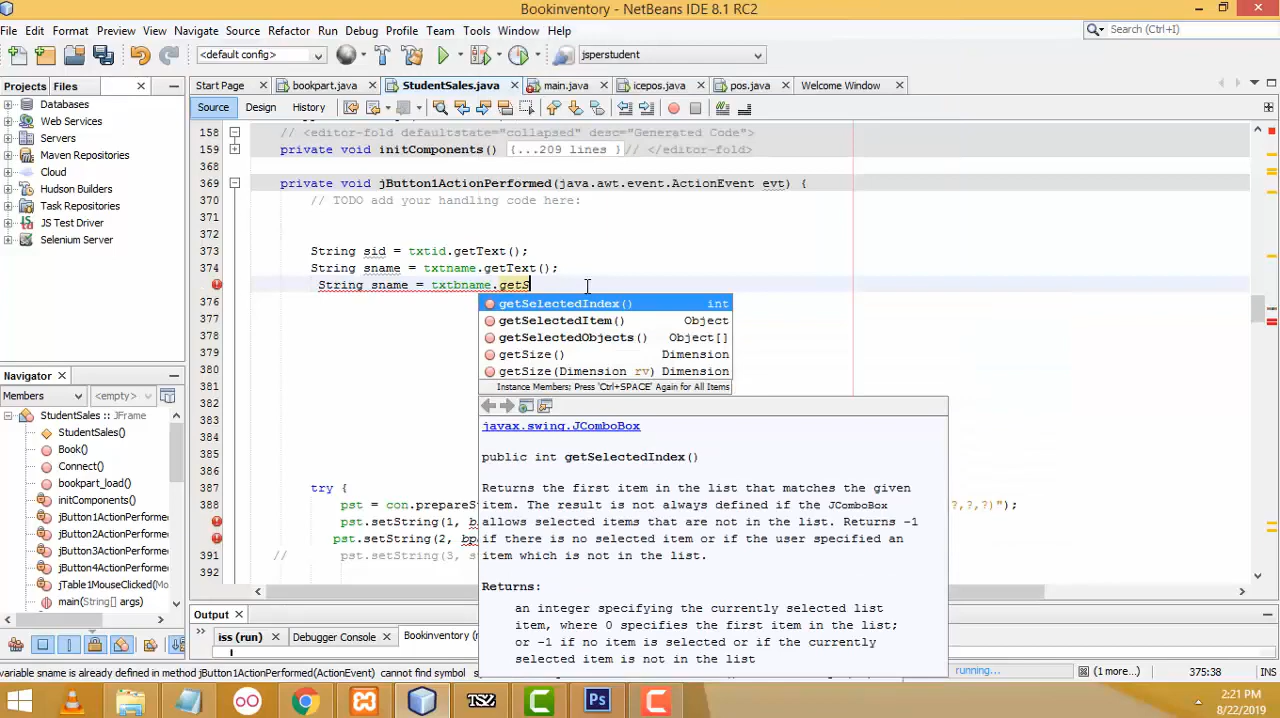 Bookinventory - NetBeans IDE 8.1 RC2
File Edit View Navigate Source Refactor Run Debug Profile Team Tools Window Help
Search (Ctrl+I)
<default config> jsperstudent
Projects Files
Start Page bookpart.java StudentSales.java main.java icepos.java pos.java Welcome Window
Source Design History
Databases
Web Services
Servers
Maven Repositories
Cloud
Hudson Builders
Task Repositories
JS Test Driver
Selenium Server
158 // <editor-fold defaultstate="collapsed" desc="Generated Code">
159 private void initComponents() {...209 lines }// </editor-fold>
368
369 private void jButton1ActionPerformed(java.awt.event.ActionEvent evt) {
370 // TODO add your handling code here:
371
372
373 String sid = txtid.getText();
374 String sname = txtname.getText();
String sname = txtbname.getS
376
377
378
379
380
381
382
383
384
385
386
387 try {
388 pst = con.prepareSt ?,?,?)");
pst.setString(1, b
pst.setString(2, bp
391 // pst.setString(3, s
392
getSelectedIndex() int
getSelectedItem() Object
getSelectedObjects() Object[]
getSize() Dimension
getSize(Dimension rv) Dimension
Instance Members; Press 'Ctrl+SPACE' Again for All Items
javax.swing.JComboBox
public int getSelectedIndex()
Returns the first item in the list that matches the given
item. The result is not always defined if the JComboBox
allows selected items that are not in the list. Returns -1
if there is no selected item or if the user specified an
item which is not in the list.
Returns:
an integer specifying the currently selected list
item, where 0 specifies the first item in the list;
or -1 if no item is selected or if the currently
selected item is not in the list
Navigator
Members <empty>
StudentSales :: JFrame
StudentSales()
Book()
Connect()
bookpart_load()
initComponents()
jButton1ActionPerforme
jButton2ActionPerforme
jButton3ActionPerforme
jButton4ActionPerforme
jTable1MouseClicked(Mo
main(String[] args)
Output
iss (run) Debugger Console Bookinventory (r
variable sname is already defined in method jButton1ActionPerformed(ActionEvent) cannot find symbol
running... (1 more...) 375:38 INS
TSZ C Ps C
2:21 PM
8/22/2019